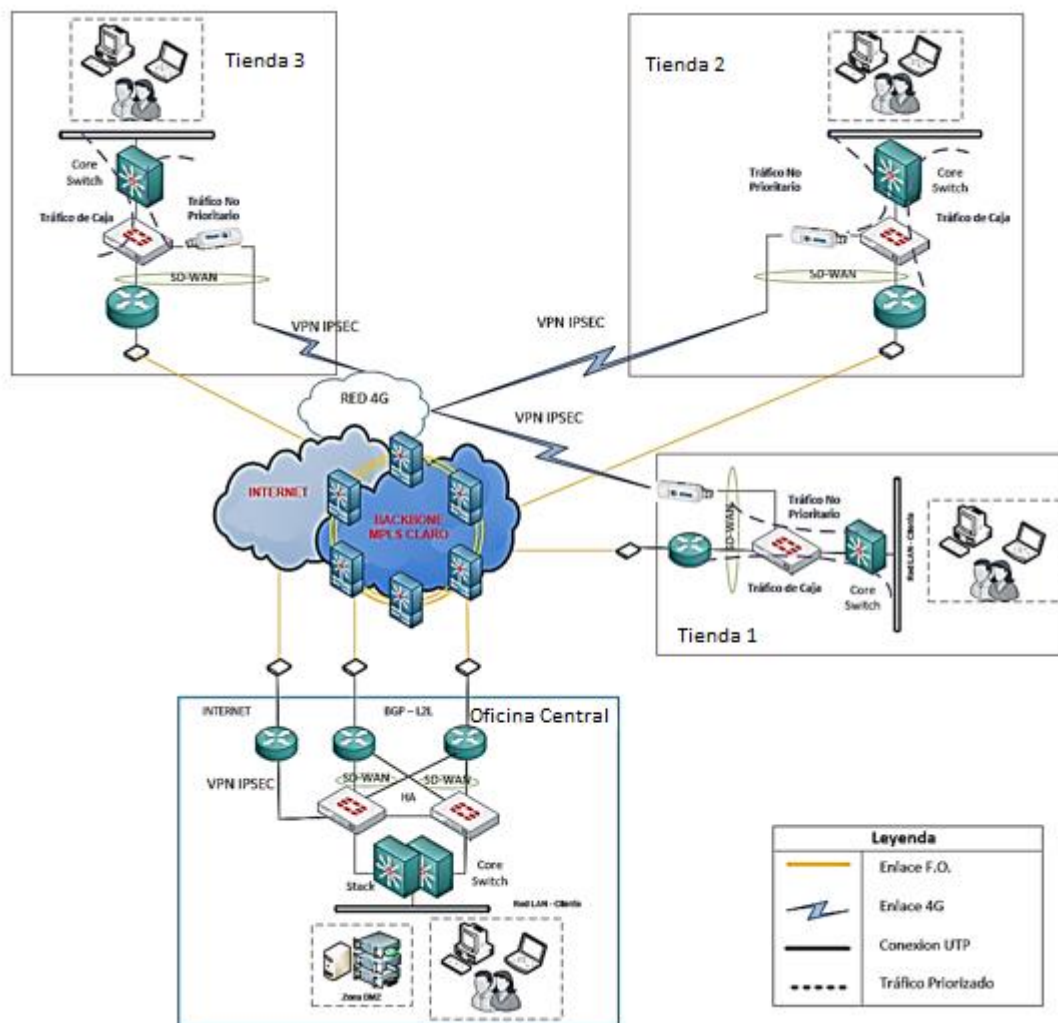 Tienda 3
Core
Switch
Tráfico de Caja
Tráfico No
Prioritario
SD-WAN
VPN IPSEC
Tienda 2
Tráfico No
Prioritario
Core
Switch
Tráfico de Caja
SD-WAN
VPN IPSEC
RED 4G
VPN IPSEC
INTERNET
BACKBONE
MPLS CLARO
SD-WAN
Tráfico No
Prioritario
Tráfico de Caja
Core
Switch
Red LAN - Cliente
Tienda 1
INTERNET
BGP – L2L
Oficina Central
VPN IPSEC
SD-WAN
SD-WAN
HA
Stack
Core
Switch
Red LAN - Cliente
Zona DMZ
Leyenda
Enlace F.O.
Enlace 4G
Conexion UTP
Tráfico Priorizado